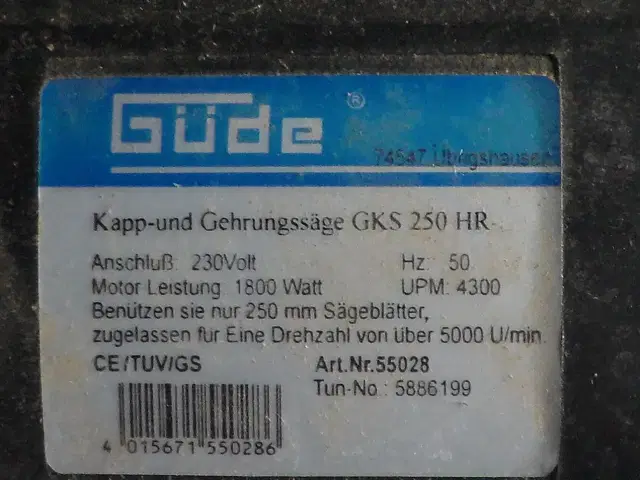 Güde ®
74547 Übrigshausen
Kapp-und Gehrungssäge GKS 250 HR
Anschluß: 230Volt Hz: 50
Motor Leistung: 1800 Watt UPM: 4300
Benützen sie nur 250 mm Sägeblätter,
zugelassen für Eine Drehzahl von über 5000 U/min.
CE/TUV/GS Art.Nr.55028
Tun-No.: 5886199
4 015671 550286